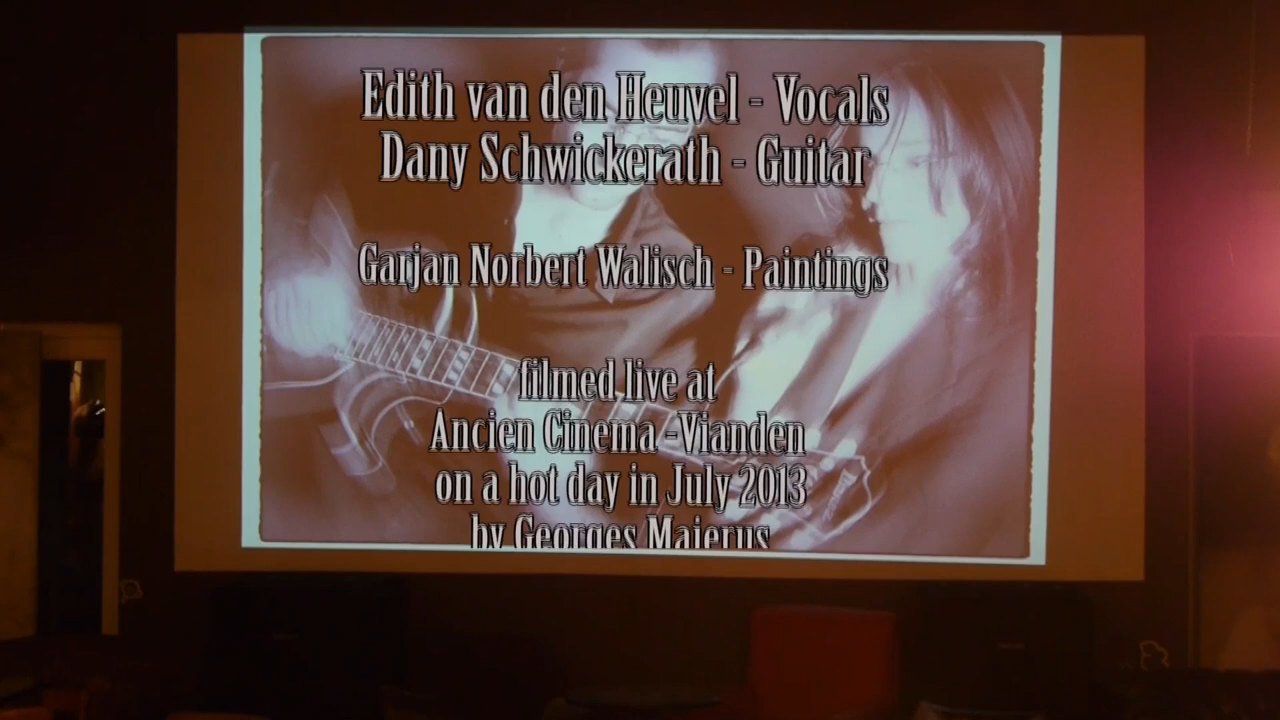 Edith van den Heuvel - Vocals
Dany Schwickerath - Guitar
Garjan Norbert Walisch - Paintings
filmed live at
Ancien Cinema -Vianden
on a hot day in July 2013
by Georges Majerus
Ibanez